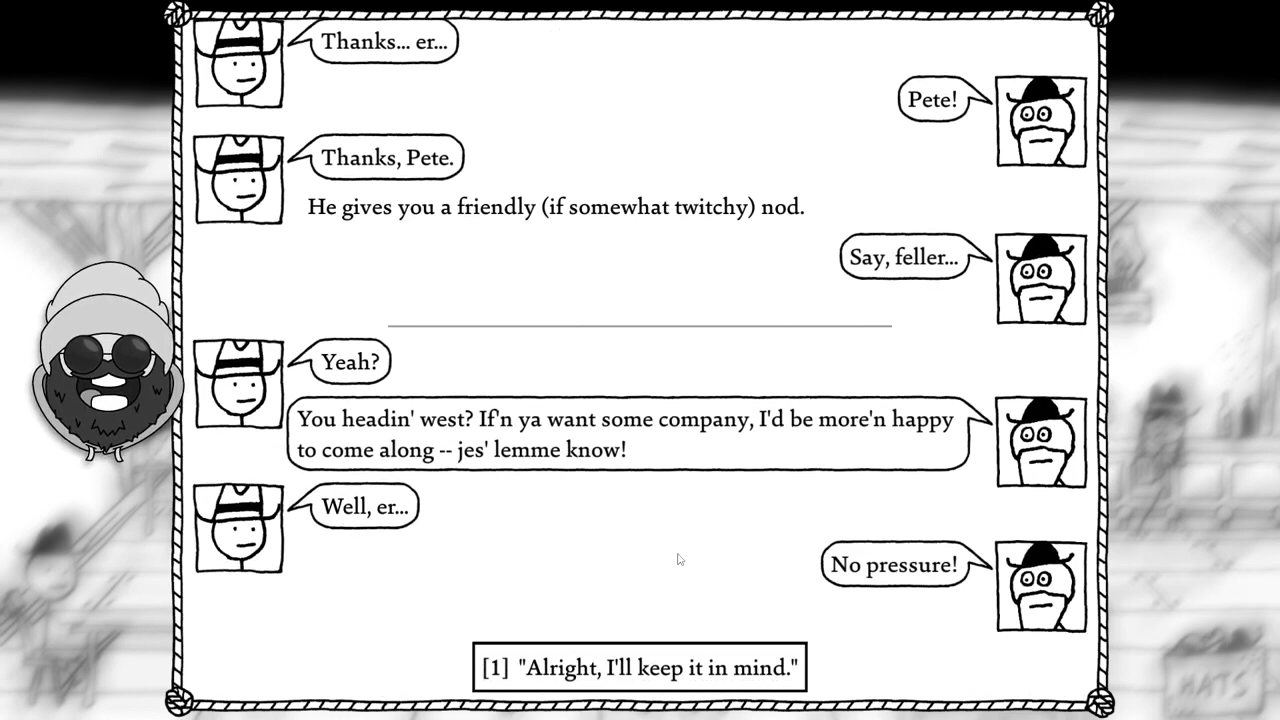 Thanks... er...
Pete!
Thanks, Pete.
He gives you a friendly (if somewhat twitchy) nod.
Say, feller...
Yeah?
You headin' west? If'n ya want some company, I'd be more'n happy
to come along -- jes' lemme know!
Well, er...
No pressure!
[1] "Alright, I'll keep it in mind."
HATS